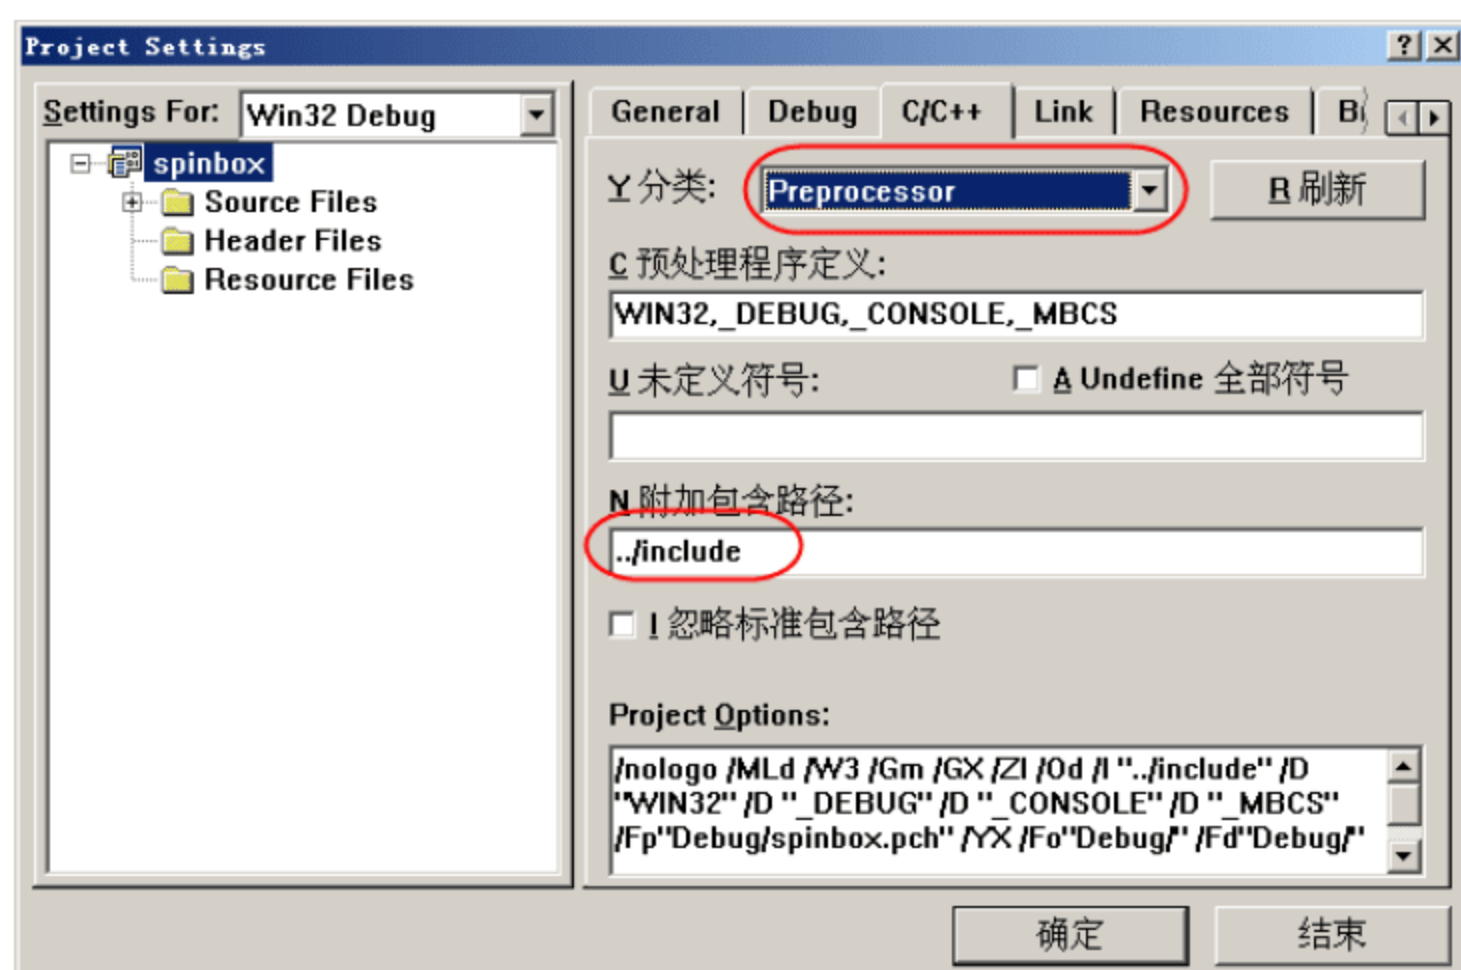 Project Settings
Settings For: Win32 Debug
spinbox
Source Files
Header Files
Resource Files
General Debug C/C++ Link Resources
Y 分类: Preprocessor R 刷新
C 预处理程序定义:
WIN32,_DEBUG,_CONSOLE,_MBCS
U 未定义符号: A Undefine 全部符号
N 附加包含路径:
../include
I 忽略标准包含路径
Project Options:
/nologo /MLd /W3 /Gm /GX /ZI /Od /I "../include" /D
"WIN32" /D "_DEBUG" /D "_CONSOLE" /D "_MBCS"
/Fp"Debug/spinbox.pch" /YX /Fo"Debug/" /Fd"Debug/"
确定 结束